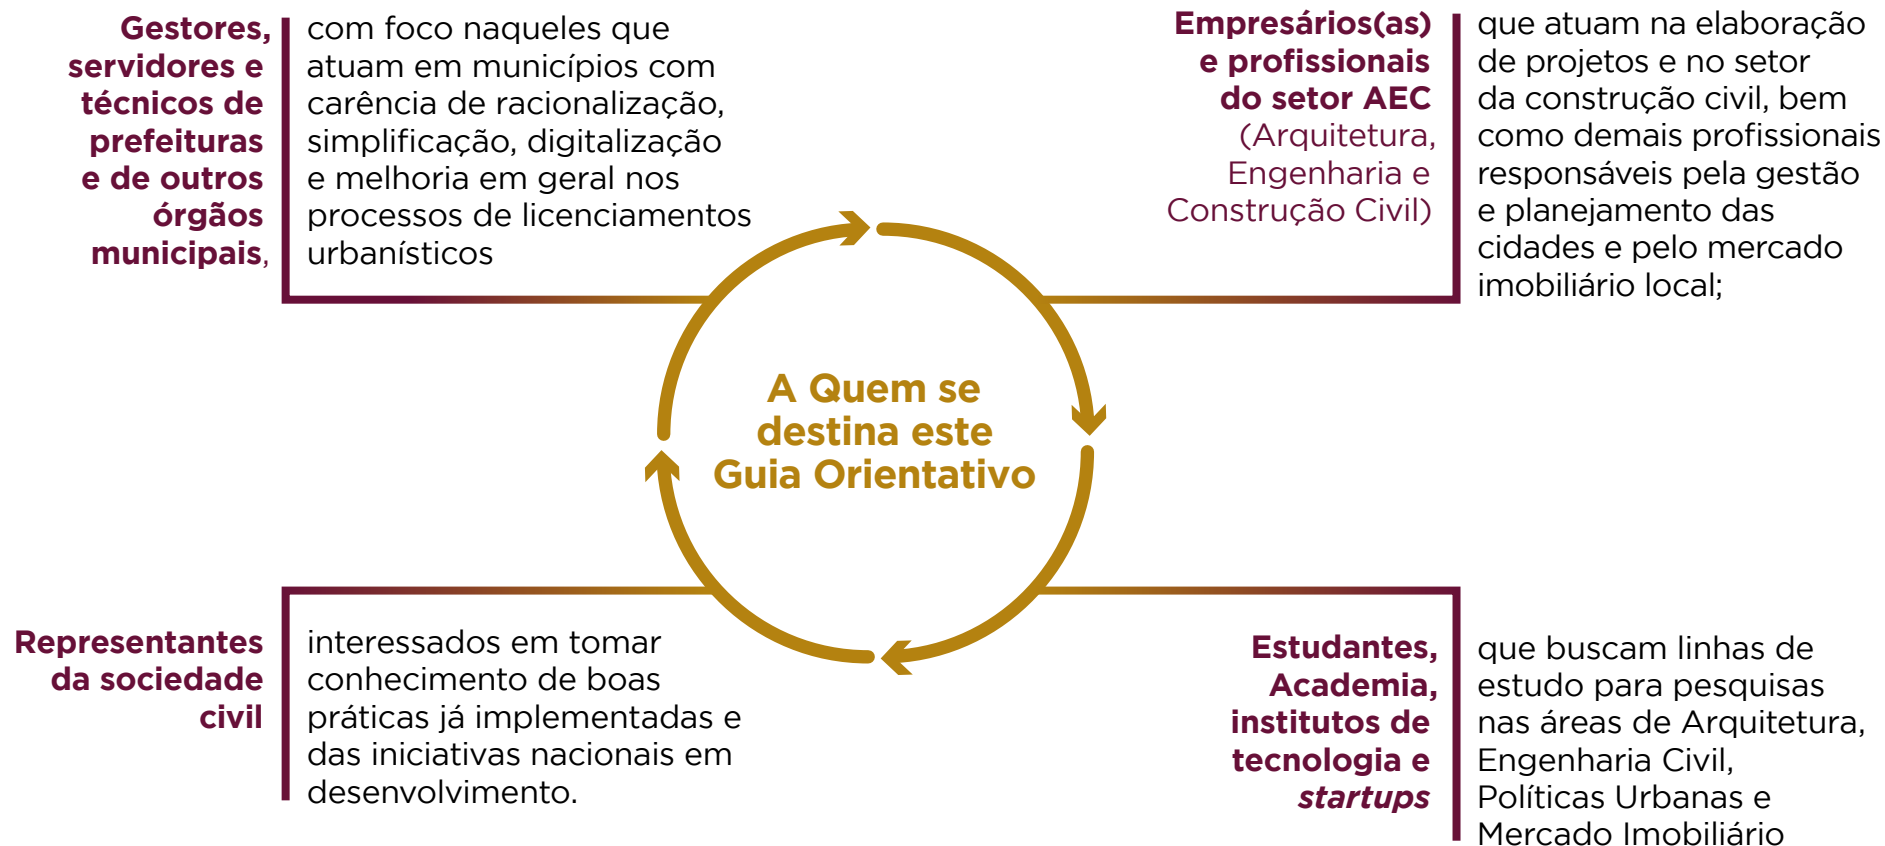 Gestores,
servidores e
técnicos de
prefeituras
e de outros
órgãos
municipais,
com foco naqueles que
atuam em municípios com
carência de racionalização,
simplificação, digitalização
e melhoria em geral nos
processos de licenciamentos
urbanísticos
Empresários(as)
e profissionais
do setor AEC
(Arquitetura,
Engenharia e
Construção Civil)
que atuam na elaboração
de projetos e no setor
da construção civil, bem
como demais profissionais
responsáveis pela gestão
e planejamento das
cidades e pelo mercado
imobiliário local;
A Quem se
destina este
Guia Orientativo
Representantes
da sociedade
civil
interessados em tomar
conhecimento de boas
práticas já implementadas e
das iniciativas nacionais em
desenvolvimento.
Estudantes,
Academia,
institutos de
tecnologia e
startups
que buscam linhas de
estudo para pesquisas
nas áreas de Arquitetura,
Engenharia Civil,
Políticas Urbanas e
Mercado Imobiliário